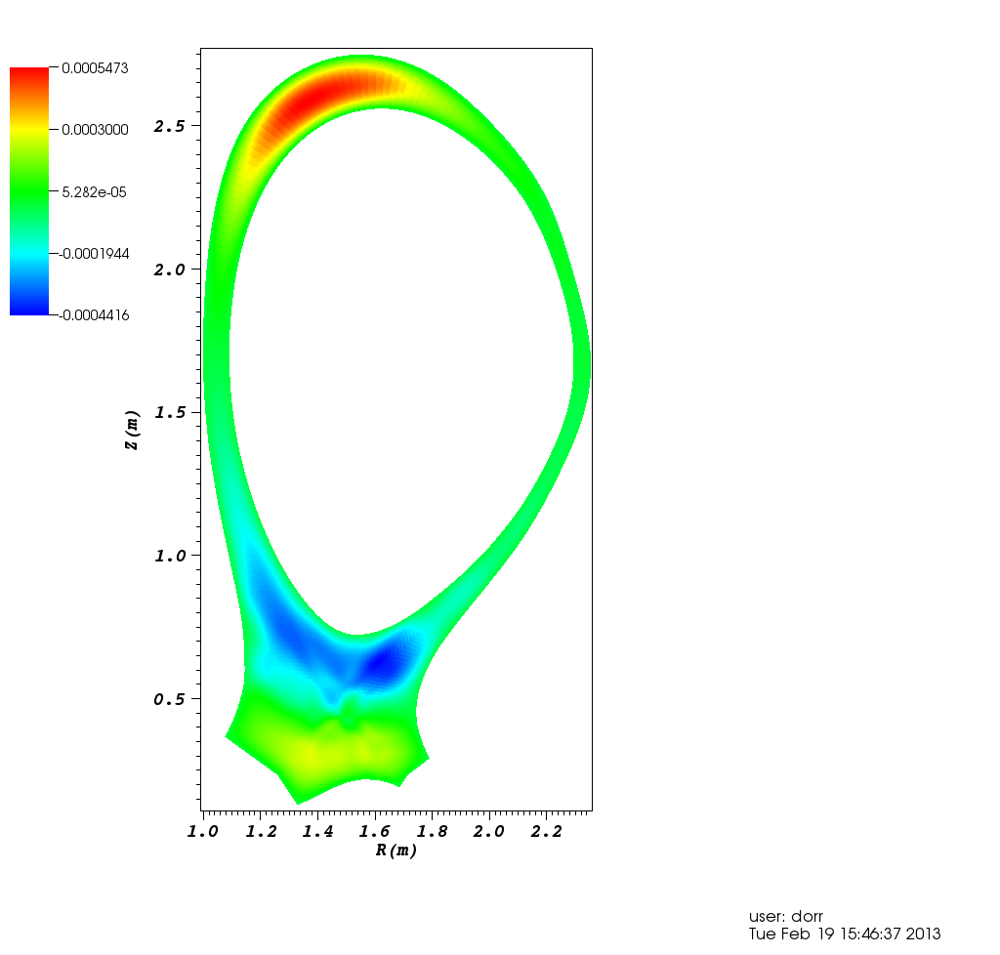 0.0005473
0.0003000
5.282e-05
-0.0001944
-0.0004416
2.5
2.0
1.5
1.0
0.5
Z(m)
1.0 1.2 1.4 1.6 1.8 2.0 2.2
R(m)
user: dorr
Tue Feb 19 15:46:37 2013